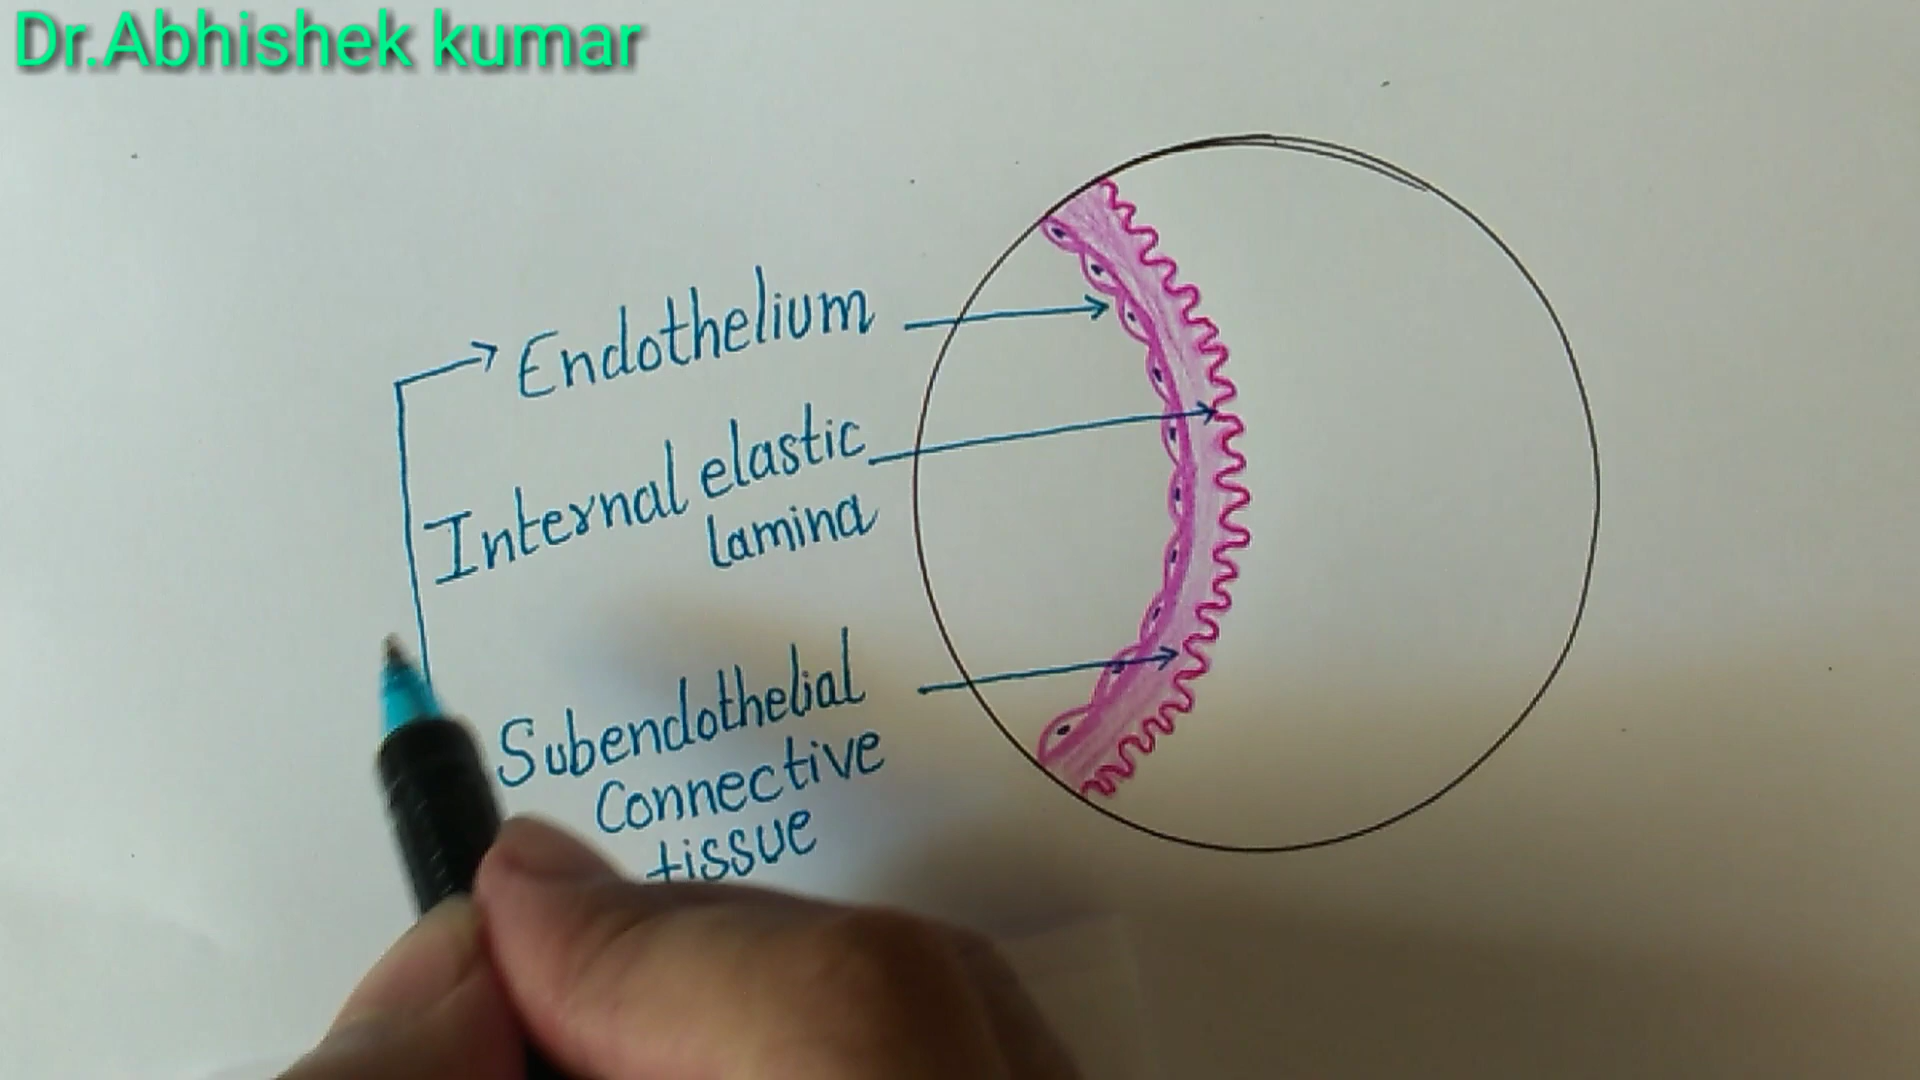 Dr.Abhishek kumar
Endothelium
Internal elastic
lamina
Subendothelial
Connective
tissue